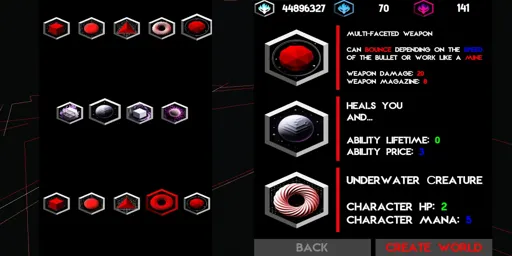 44896327 70 141
MULTI-FACETED WEAPON
CAN BOUNCE DEPENDING ON THE SPEED
OF THE BULLET OR WORK LIKE A MINE
WEAPON DAMAGE: 20
WEAPON MAGAZINE: 8
HEALS YOU
AND...
ABILITY LIFETIME: 0
ABILITY PRICE: 3
UNDERWATER CREATURE
CHARACTER HP: 2
CHARACTER MANA: 5
BACK
CREATE WORLD